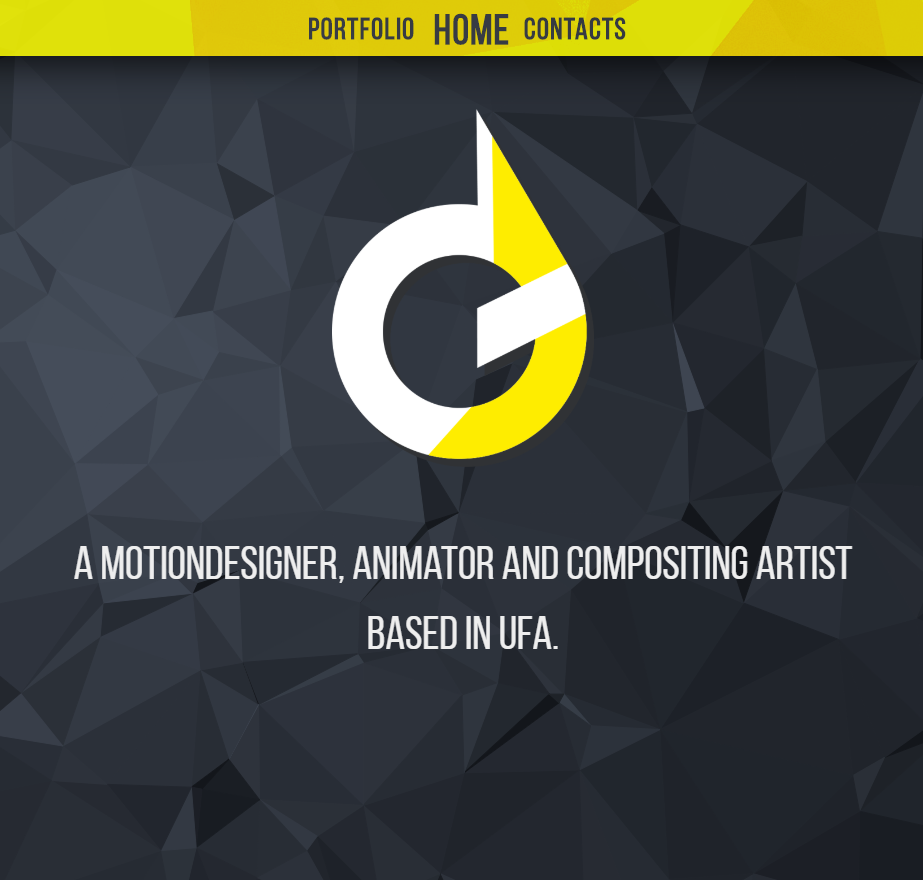 PORTFOLIO HOME CONTACTS
A MOTIONDESIGNER, ANIMATOR AND COMPOSITING ARTIST
BASED IN UFA.